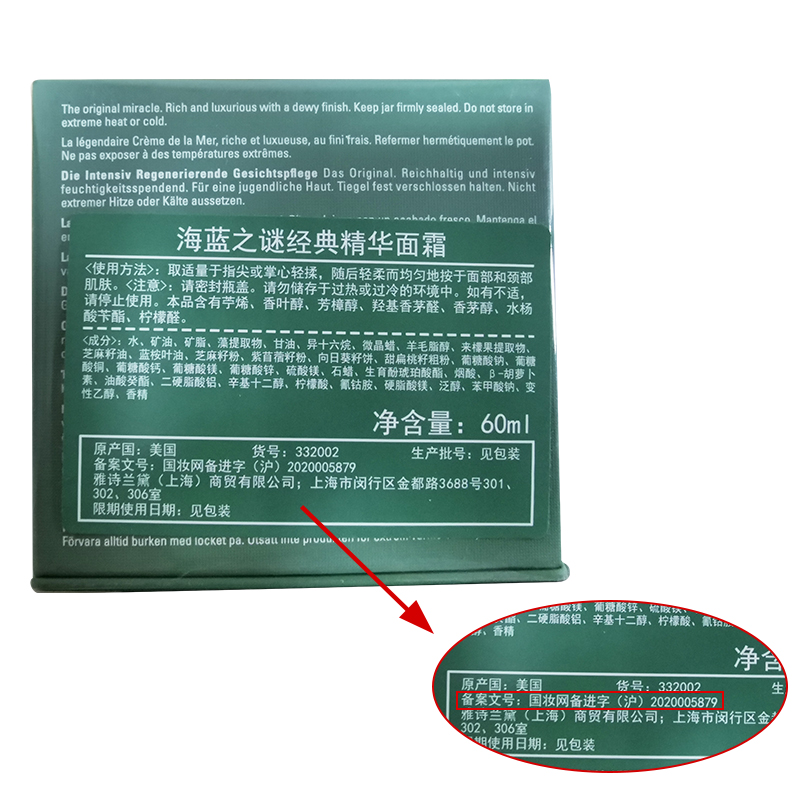 The original miracle. Rich and luxurious with a dewy finish. Keep jar firmly sealed. Do not store in
extreme heat or cold.
La légendaire Crème de la Mer, riche et luxueuse, au fini frais. Refermer hermétiquement le pot.
Ne pas exposer à des températures extrêmes.
Die Intensiv Regenerierende Gesichtspflege Das Original. Reichhaltig und intensiv
feuchtigkeitsspendend. Für eine jugendliche Haut. Tiegel fest verschlossen halten. Nicht
extremer Hitze oder Kälte aussetzen.
海蓝之谜经典精华面霜
<使用方法>：取适量于指尖或掌心轻揉，随后轻柔而均匀地按于面部和颈部
肌肤。<注意>：请密封瓶盖。请勿储存于过热或过冷的环境中。如有不适，
请停止使用。本品含有苧烯、香叶醇、芳樟醇、羟基香茅醛、香茅醇、水杨
酸苄酯、柠檬醛。
<成分>：水、矿油、矿脂、藻提取物、甘油、异十六烷、微晶蜡、羊毛脂醇、来檬果提取物、
芝麻籽油、蓝桉叶油、芝麻籽粉、紫苜蓿籽粉、向日葵籽饼、甜扁桃籽粗粉、葡糖酸钠、葡糖
酸铜、葡糖酸钙、葡糖酸镁、葡糖酸锌、硫酸镁、石蜡、生育酚琥珀酸酯、烟酸、β-胡萝卜
素、油酸癸酯、二硬脂酸铝、辛基十二醇、柠檬酸、氰钴胺、硬脂酸镁、泛醇、苯甲酸钠、变
性乙醇、香精
净含量：60ml
原产国：美国 货号：332002 生产批号：见包装
备案文号：国妆网备进字（沪）2020005879
雅诗兰黛（上海）商贸有限公司；上海市闵行区金都路3688号301、
302、306室
限期使用日期：见包装
Förvara alltid burken med locket på.
葡糖酸锌、硫酸镁、
二硬脂酸铝、辛基十二醇、柠檬酸、氰钴胺
香精
净含
原产国：美国 货号：332002 生
备案文号：国妆网备进字（沪）2020005879
雅诗兰黛（上海）商贸有限公司；上海市闵行区金
302、306室
期使用日期：见包装